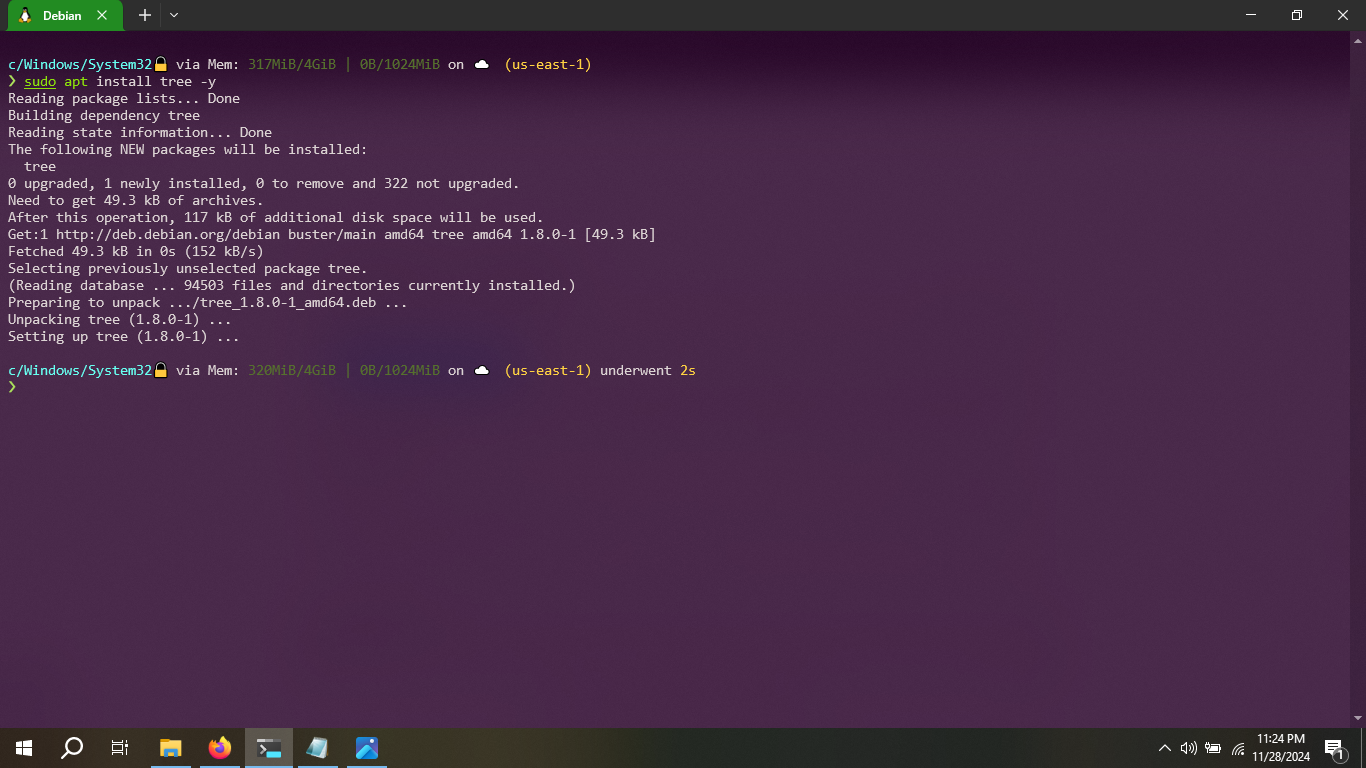 Debian
c/Windows/System32🔒 via Mem: 317MiB/4GiB | 0B/1024MiB on ☁ (us-east-1)
❯ sudo apt install tree -y
Reading package lists... Done
Building dependency tree
Reading state information... Done
The following NEW packages will be installed:
  tree
0 upgraded, 1 newly installed, 0 to remove and 322 not upgraded.
Need to get 49.3 kB of archives.
After this operation, 117 kB of additional disk space will be used.
Get:1 http://deb.debian.org/debian buster/main amd64 tree amd64 1.8.0-1 [49.3 kB]
Fetched 49.3 kB in 0s (152 kB/s)
Selecting previously unselected package tree.
(Reading database ... 94503 files and directories currently installed.)
Preparing to unpack .../tree_1.8.0-1_amd64.deb ...
Unpacking tree (1.8.0-1) ...
Setting up tree (1.8.0-1) ...
c/Windows/System32🔒 via Mem: 320MiB/4GiB | 0B/1024MiB on ☁ (us-east-1) underwent 2s
❯
11:24 PM
11/28/2024
1